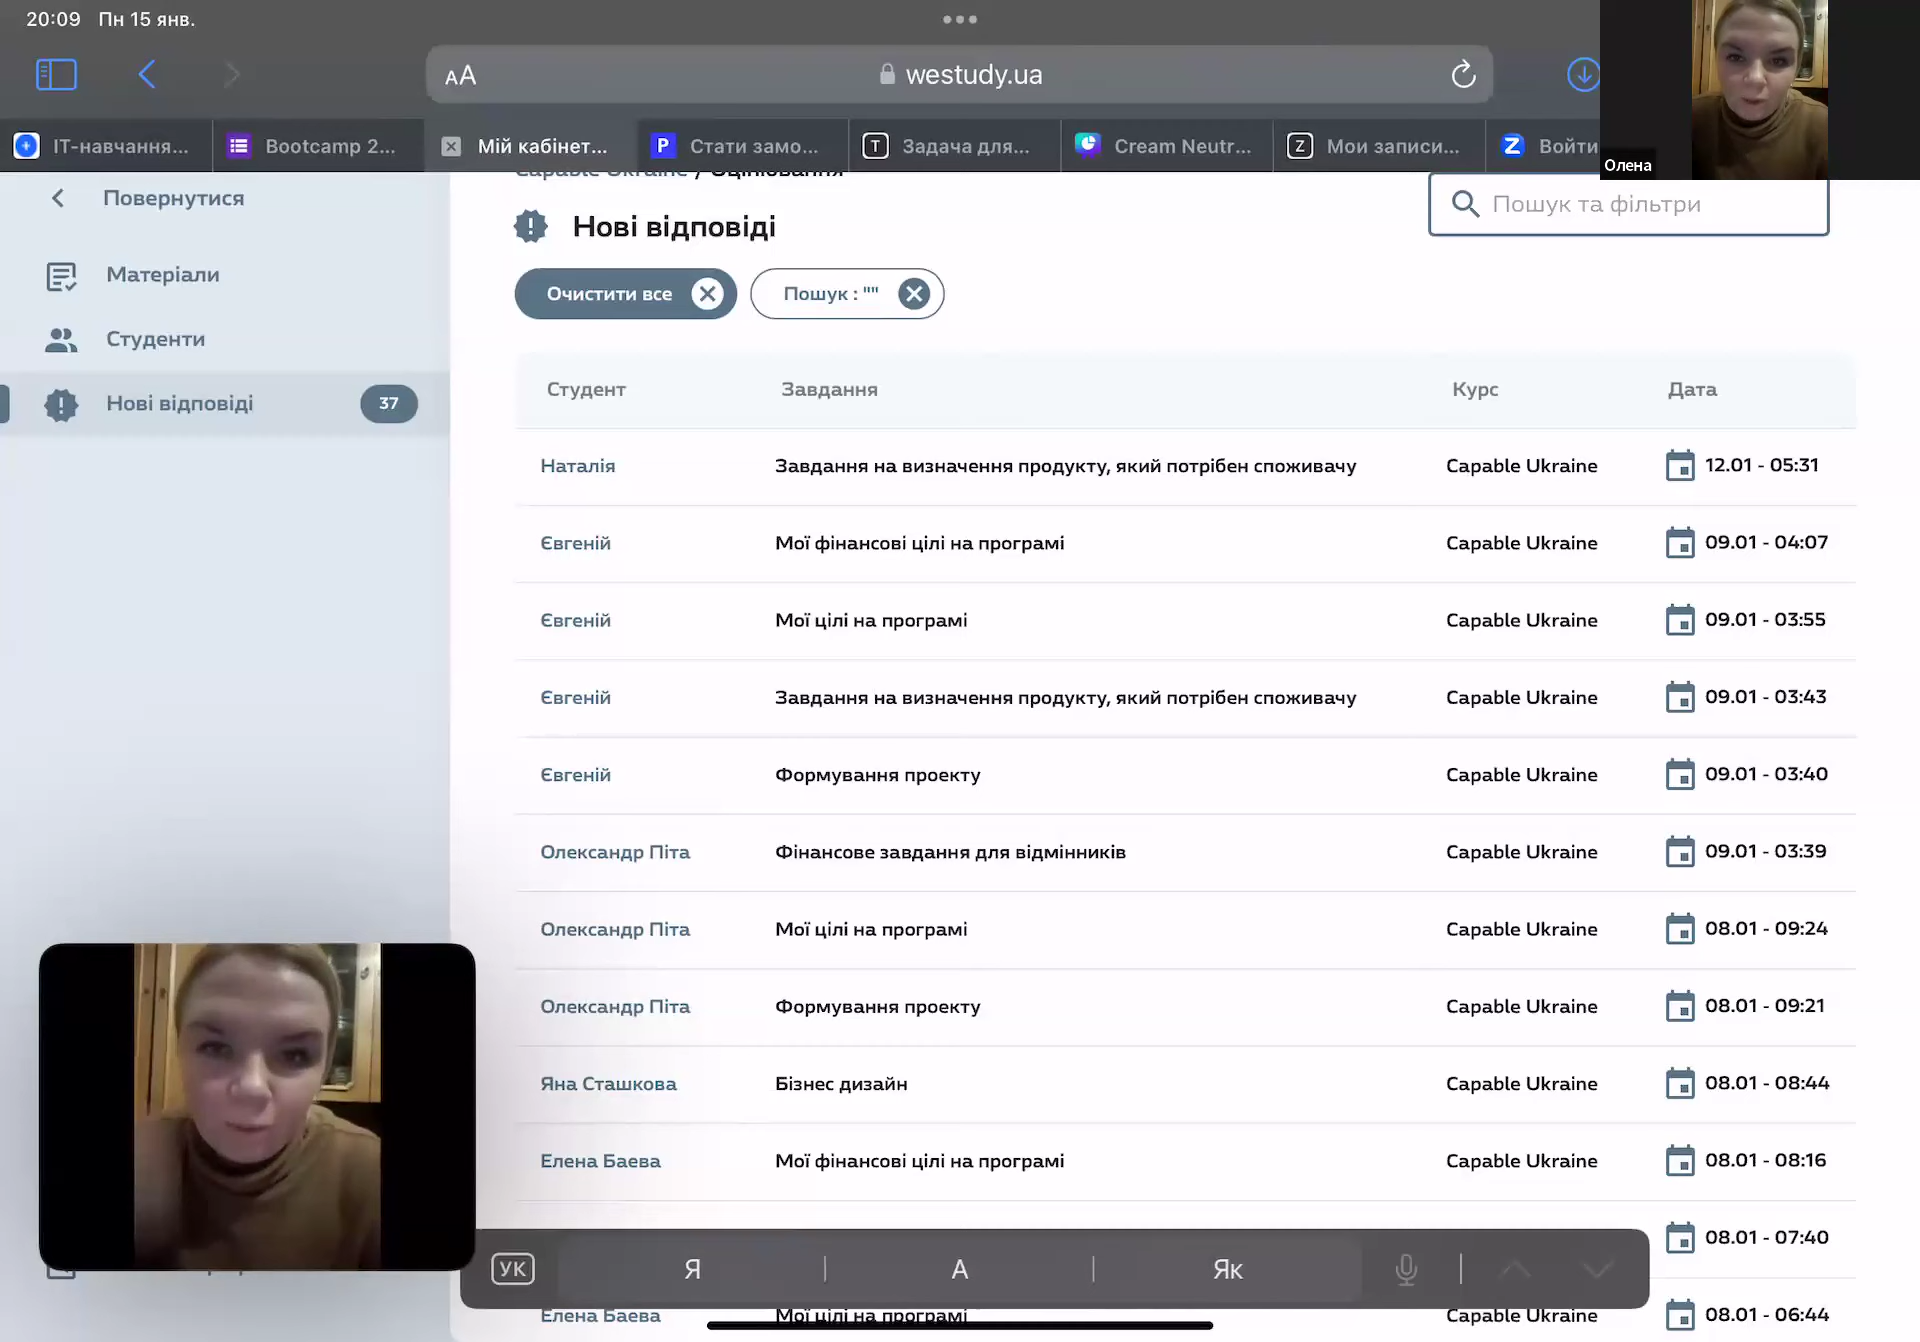 20:09 Пн 15 янв.
АА westudy.ua
IT-навчання... Bootcamp 2... Мій кабінет... Стати замо... Задача для... Cream Neutr... Мои записи... Войти
Олена
Повернутися
Матеріали
Студенти
Нові відповіді 37
Capable Ukraine / Оцінювання
Нові відповіді
Пошук та фільтри
Очистити все Пошук : ""
Студент Завдання Курс Дата
Наталія Завдання на визначення продукту, який потрібен споживачу Capable Ukraine 12.01 - 05:31
Євгеній Мої фінансові цілі на програмі Capable Ukraine 09.01 - 04:07
Євгеній Мої цілі на програмі Capable Ukraine 09.01 - 03:55
Євгеній Завдання на визначення продукту, який потрібен споживачу Capable Ukraine 09.01 - 03:43
Євгеній Формування проекту Capable Ukraine 09.01 - 03:40
Олександр Піта Фінансове завдання для відмінників Capable Ukraine 09.01 - 03:39
Олександр Піта Мої цілі на програмі Capable Ukraine 08.01 - 09:24
Олександр Піта Формування проекту Capable Ukraine 08.01 - 09:21
Яна Сташкова Бізнес дизайн Capable Ukraine 08.01 - 08:44
Елена Баева Мої фінансові цілі на програмі Capable Ukraine 08.01 - 08:16
08.01 - 07:40
УК Я А Як
Елена Баева Мої цілі на програмі Capable Ukraine 08.01 - 06:44